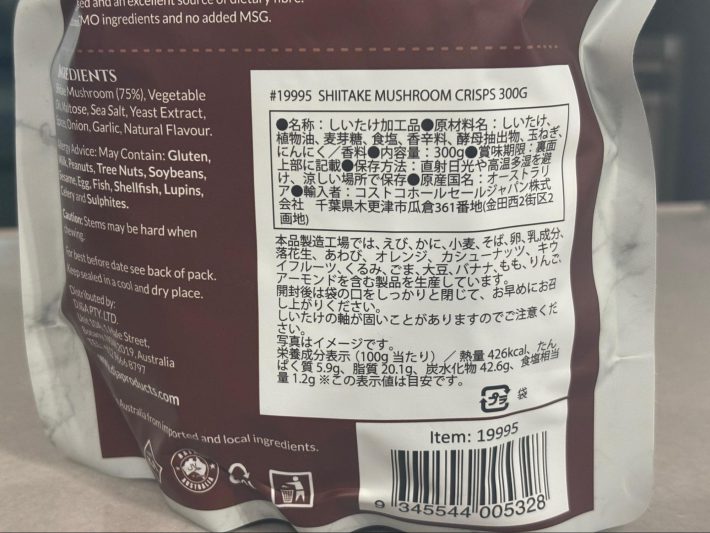 and an excellent source of dietary fibre.
MO ingredients and no added MSG.
Mushroom (75%), Vegetable
Maltose, Sea Salt, Yeast Extract,
Onion, Garlic, Natural Flavour.
Advice: May Contain: Gluten,
Milk, Peanuts, Tree Nuts, Soybeans,
Sesame, Egg, Fish, Shellfish, Lupins,
Celery and Sulphites.
Caution: Stems may be hard when
chewing.
For best before date see back of pack.
Keep sealed in a cool and dry place.
Distributed by:
PTY. LTD.
Street,
2019, Australia
products.com
Australia from imported and local ingredients.
AUSTRALIA
#19995 SHIITAKE MUSHROOM CRISPS 300G
●名称：しいたけ加工品●原材料名：しいたけ、
植物油、麦芽糖、食塩、香辛料、酵母抽出物、玉ねぎ、
にんにく／香料●内容量：300g●賞味期限：裏面
上部に記載●保存方法：直射日光や高温多湿を避
け、涼しい場所で保存●原産国名：オーストラリ
ア●輸入者：コストコホールセールジャパン株式
会社　千葉県木更津市瓜倉361番地(金田西2街区2
画地)
本品製造工場では、えび、かに、小麦、そば、卵、乳成分、
落花生、あわび、オレンジ、カシューナッツ、キウ
イフルーツ、くるみ、ごま、大豆、バナナ、もも、りんご、
アーモンドを含む製品を生産しています。
開封後は袋の口をしっかりと閉じて、お早めにお召
し上がりください。
しいたけの軸が固いことがありますのでご注意くだ
さい。
写真はイメージです。
栄養成分表示（100g 当たり）／ 熱量 426kcal、たん
ぱく質 5.9g、脂質 20.1g、炭水化物 42.6g、食塩相当
量 1.2g ※この表示値は目安です。
プラ 袋
Item: 19995
9 345544 005328